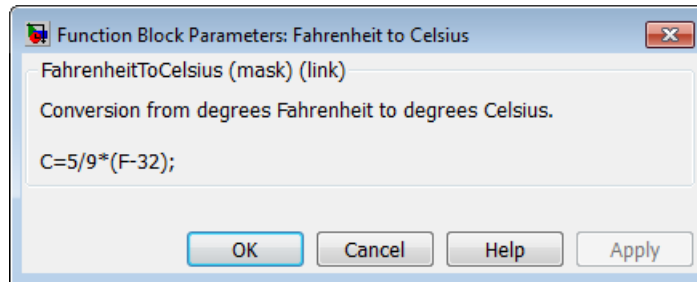 Function Block Parameters: Fahrenheit to Celsius
FahrenheitToCelsius (mask) (link)
Conversion from degrees Fahrenheit to degrees Celsius.
C=5/9*(F-32);
OK Cancel Help Apply